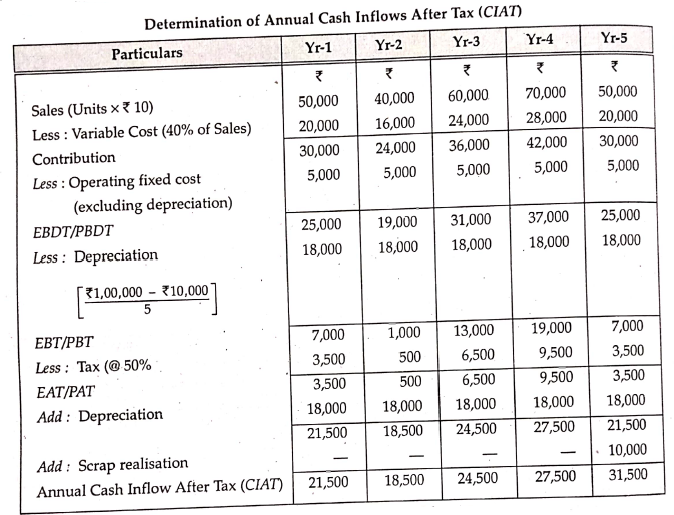 Determination of Annual Cash Inflows After Tax (CIAT)
Particulars Yr-1 Yr-2 Yr-3 Yr-4 Yr-5
₹ ₹ ₹ ₹ ₹
Sales (Units × ₹ 10) 50,000 40,000 60,000 70,000 50,000
Less : Variable Cost (40% of Sales) 20,000 16,000 24,000 28,000 20,000
Contribution 30,000 24,000 36,000 42,000 30,000
Less : Operating fixed cost 5,000 5,000 5,000 5,000 5,000
(excluding depreciation)
EBDT/PBDT 25,000 19,000 31,000 37,000 25,000
Less : Depreciation 18,000 18,000 18,000 18,000 18,000
[₹1,00,000 – ₹10,000
5]
EBT/PBT 7,000 1,000 13,000 19,000 7,000
Less : Tax (@ 50% 3,500 500 6,500 9,500 3,500
EAT/PAT 3,500 500 6,500 9,500 3,500
Add : Depreciation 18,000 18,000 18,000 18,000 18,000
21,500 18,500 24,500 27,500 21,500
Add : Scrap realisation — — — — 10,000
Annual Cash Inflow After Tax (CIAT) 21,500 18,500 24,500 27,500 31,500